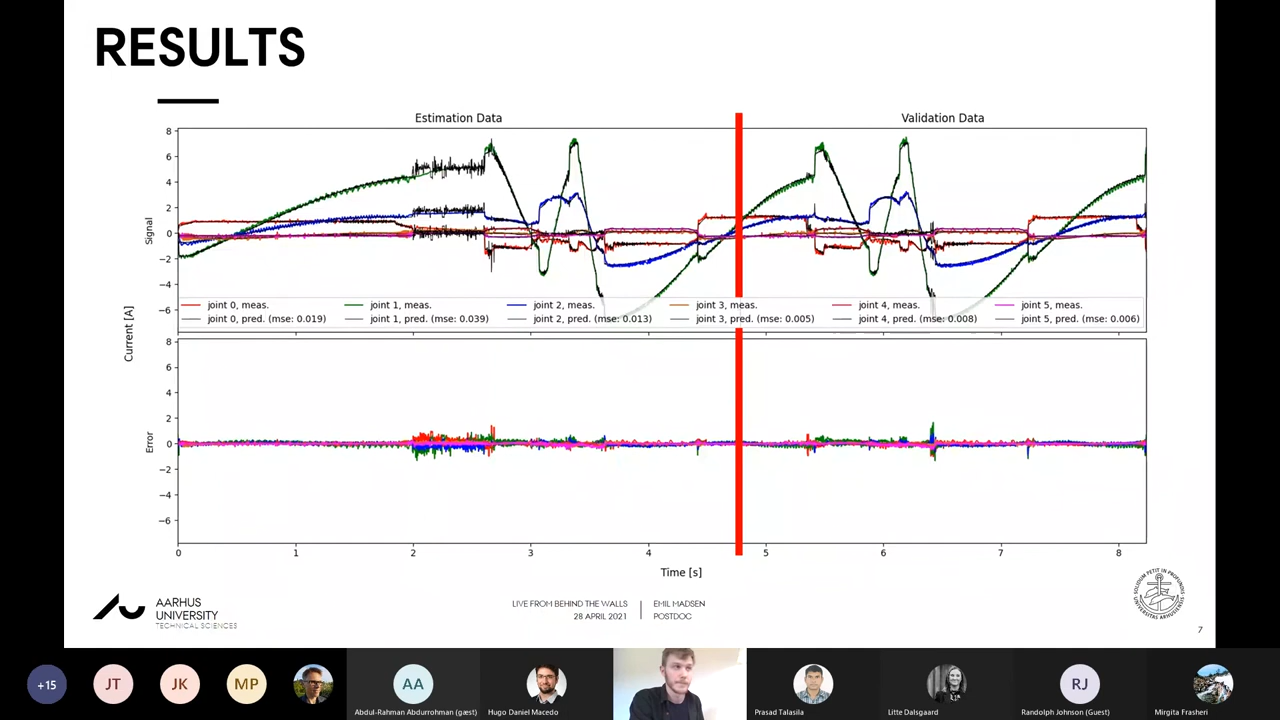 RESULTS
Estimation Data
Validation Data
8
6
4
2
0
−2
−4
−6
Signal
joint 0, meas.
joint 1, meas.
joint 2, meas.
joint 3, meas.
joint 4, meas.
joint 5, meas.
joint 0, pred. (mse: 0.019)
joint 1, pred. (mse: 0.039)
joint 2, pred. (mse: 0.013)
joint 3, pred. (mse: 0.005)
joint 4, pred. (mse: 0.008)
joint 5, pred. (mse: 0.006)
Current [A]
8
6
4
2
0
−2
−4
−6
Error
0
1
2
3
4
5
6
7
8
Time [s]
AARHUS
UNIVERSITY
TECHNICAL SCIENCES
LIVE FROM BEHIND THE WALLS
28 APRIL 2021
EMIL MADSEN
POSTDOC
7
+15
JT
JK
MP
AA
Abdul-Rahman Abdurrohman (gæst)
Hugo Daniel Macedo
Prasad Talasila
Litte Dalsgaard
RJ
Randolph Johnson (Guest)
Mirgita Frasheri